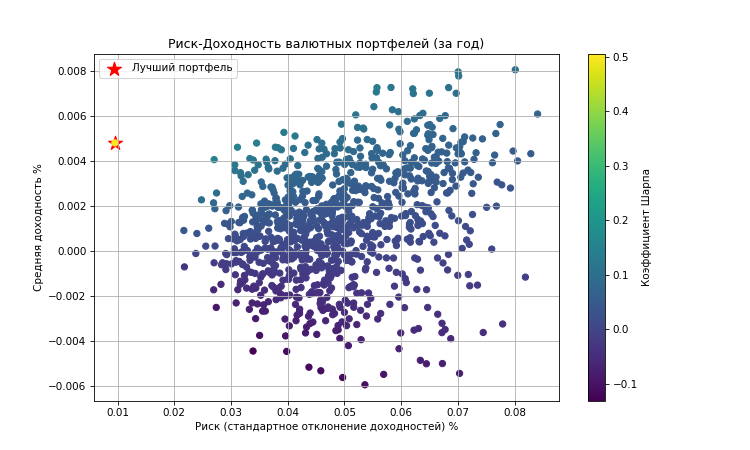 Риск-Доходность валютных портфелей (за год)
Лучший портфель
0.008
0.006
0.004
0.002
0.000
−0.002
−0.004
−0.006
Средняя доходность %
0.01 0.02 0.03 0.04 0.05 0.06 0.07 0.08
Риск (стандартное отклонение доходностей) %
0.5
0.4
0.3
0.2
0.1
0.0
−0.1
Коэффициент Шарпа